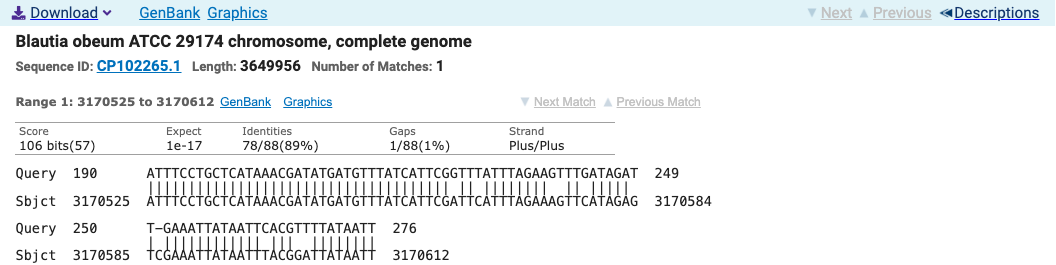 Download GenBank Graphics Next Previous Descriptions
Blautia obeum ATCC 29174 chromosome, complete genome
Sequence ID: CP102265.1 Length: 3649956 Number of Matches: 1
Range 1: 3170525 to 3170612 GenBank Graphics Next Match Previous Match
Score Expect Identities Gaps Strand
106 bits(57) 1e-17 78/88(89%) 1/88(1%) Plus/Plus
Query 190 ATTTCCTGCTCATAAACGATATGATGTTTATCATTCGGTTTATTTAGAAGTTTGATAGAT 249
Sbjct 3170525 ATTTCCTGCTCATAAACGATATGATGTTTATCATTCGATTCATTTAGAAAGTTCATAGAG 3170584
Query 250 T-GAAATTATAATTCACGTTTTATAATT 276
Sbjct 3170585 TCGAAATTATAATTTACGGATTATAATT 3170612